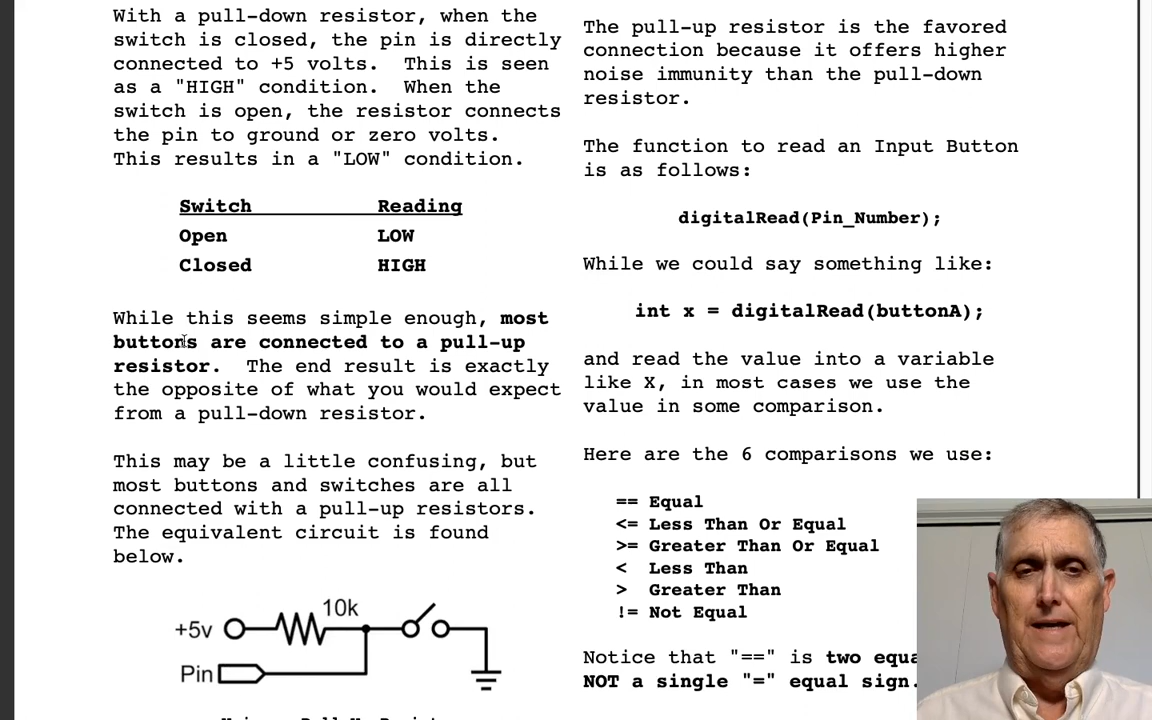 With a pull-down resistor, when the
switch is closed, the pin is directly
connected to +5 volts.  This is seen
as a "HIGH" condition.  When the
switch is open, the resistor connects
the pin to ground or zero volts.
This results in a "LOW" condition.
Switch Reading
Open LOW
Closed HIGH
While this seems simple enough, most
buttons are connected to a pull-up
resistor.  The end result is exactly
the opposite of what you would expect
from a pull-down resistor.
This may be a little confusing, but
most buttons and switches are all
connected with a pull-up resistors.
The equivalent circuit is found
below.
10k
+5v
Pin
The pull-up resistor is the favored
connection because it offers higher
noise immunity than the pull-down
resistor.
The function to read an Input Button
is as follows:
digitalRead(Pin_Number);
While we could say something like:
int x = digitalRead(buttonA);
and read the value into a variable
like X, in most cases we use the
value in some comparison.
Here are the 6 comparisons we use:
== Equal
<= Less Than Or Equal
>= Greater Than Or Equal
< Less Than
> Greater Than
!= Not Equal
Notice that "==" is two
NOT a single "=" equal sign.